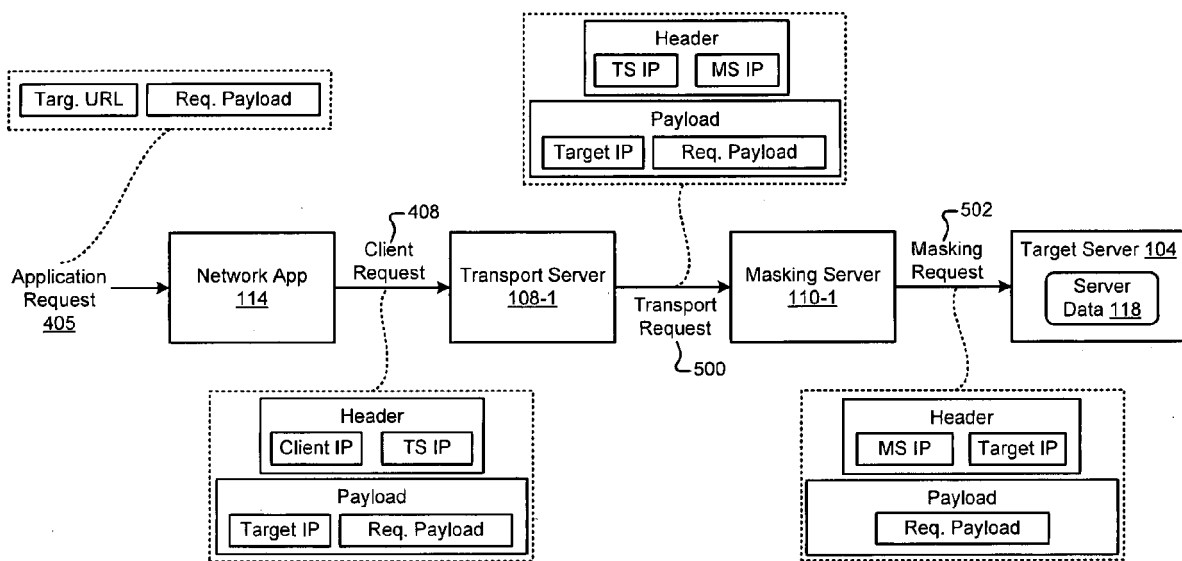 Header
TS IP MS IP
Payload
Target IP Req. Payload
Targ. URL Req. Payload
Application
Request
405
Network App
114
408
Client
Request
Transport Server
108-1
Transport
Request
500
Masking Server
110-1
502
Masking
Request
Target Server 104
Server
Data 118
Header
Client IP TS IP
Payload
Target IP Req. Payload
Header
MS IP Target IP
Payload
Req. Payload